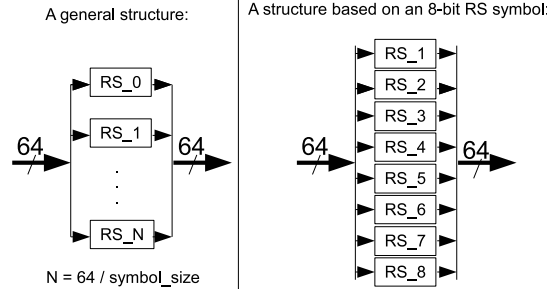 A general structure:
RS_0
RS_1
64
64
.
.
.
RS_N
N = 64 / symbol_size
A structure based on an 8-bit RS symbol:
RS_1
RS_2
RS_3
RS_4
64
64
RS_5
RS_6
RS_7
RS_8